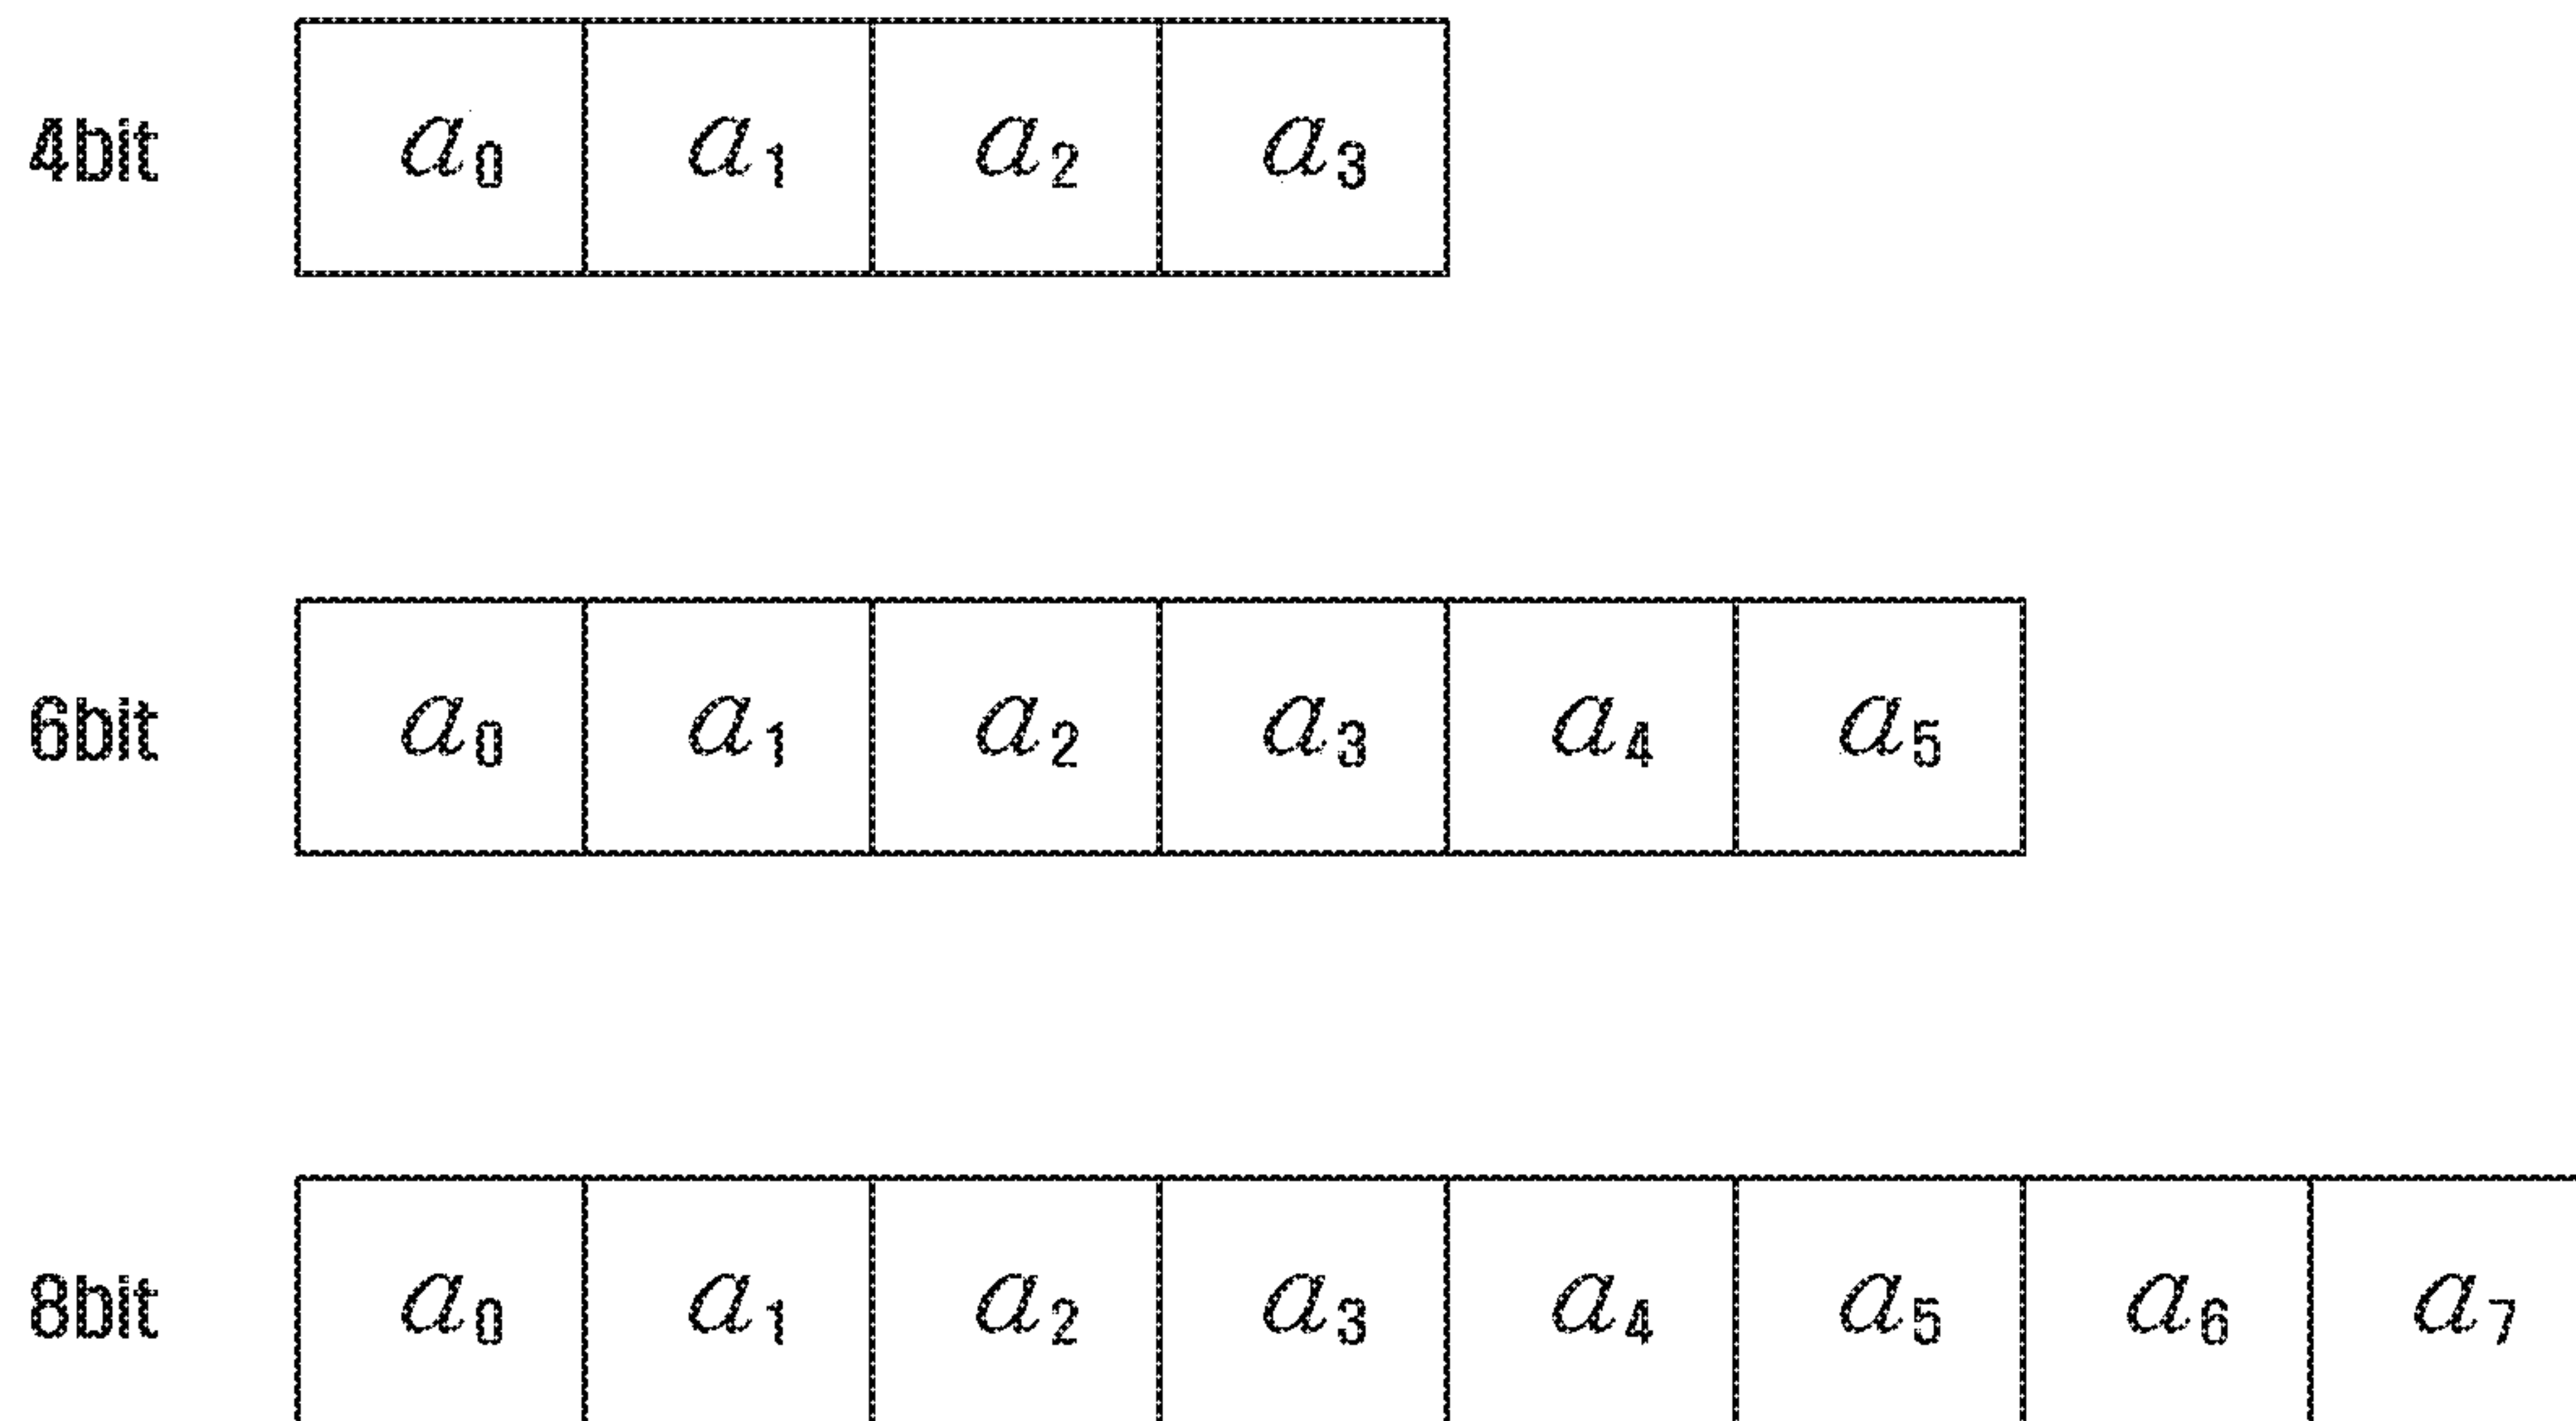 4bit a₀ a₁ a₂ a₃
6bit a₀ a₁ a₂ a₃ a₄ a₅
8bit a₀ a₁ a₂ a₃ a₄ a₅ a₆ a₇